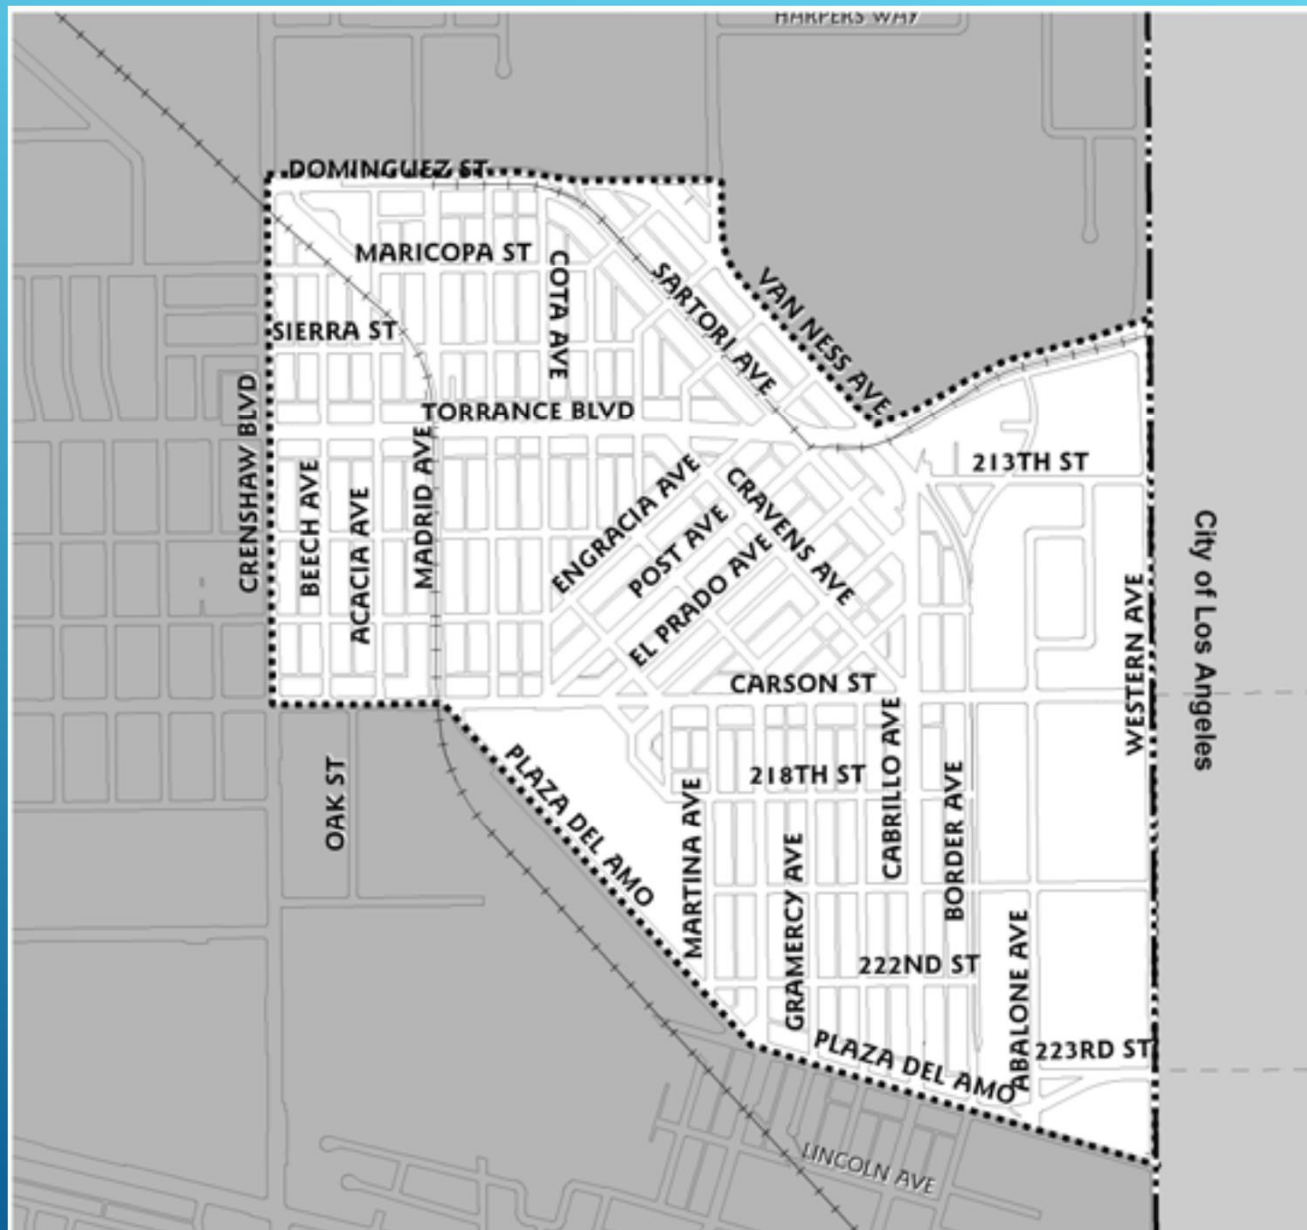 HARPERS WAY
DOMINGUEZ ST
MARICOPA ST
COTA AVE
SARTORI AVE
VAN NESS AVE
SIERRA ST
CRENSHAW BLVD
TORRANCE BLVD
BEECH AVE
ACACIA AVE
MADRID AVE
ENGRACIA AVE
POST AVE
EL PRADO AVE
CRAVENS AVE
213TH ST
WESTERN AVE
City of Los Angeles
CARSON ST
OAK ST
PLAZA DEL AMO
218TH ST
MARTINA AVE
GRAMERCY AVE
CABRILLO AVE
BORDER AVE
222ND ST
ABALONE AVE
223RD ST
PLAZA DEL AMO
LINCOLN AVE